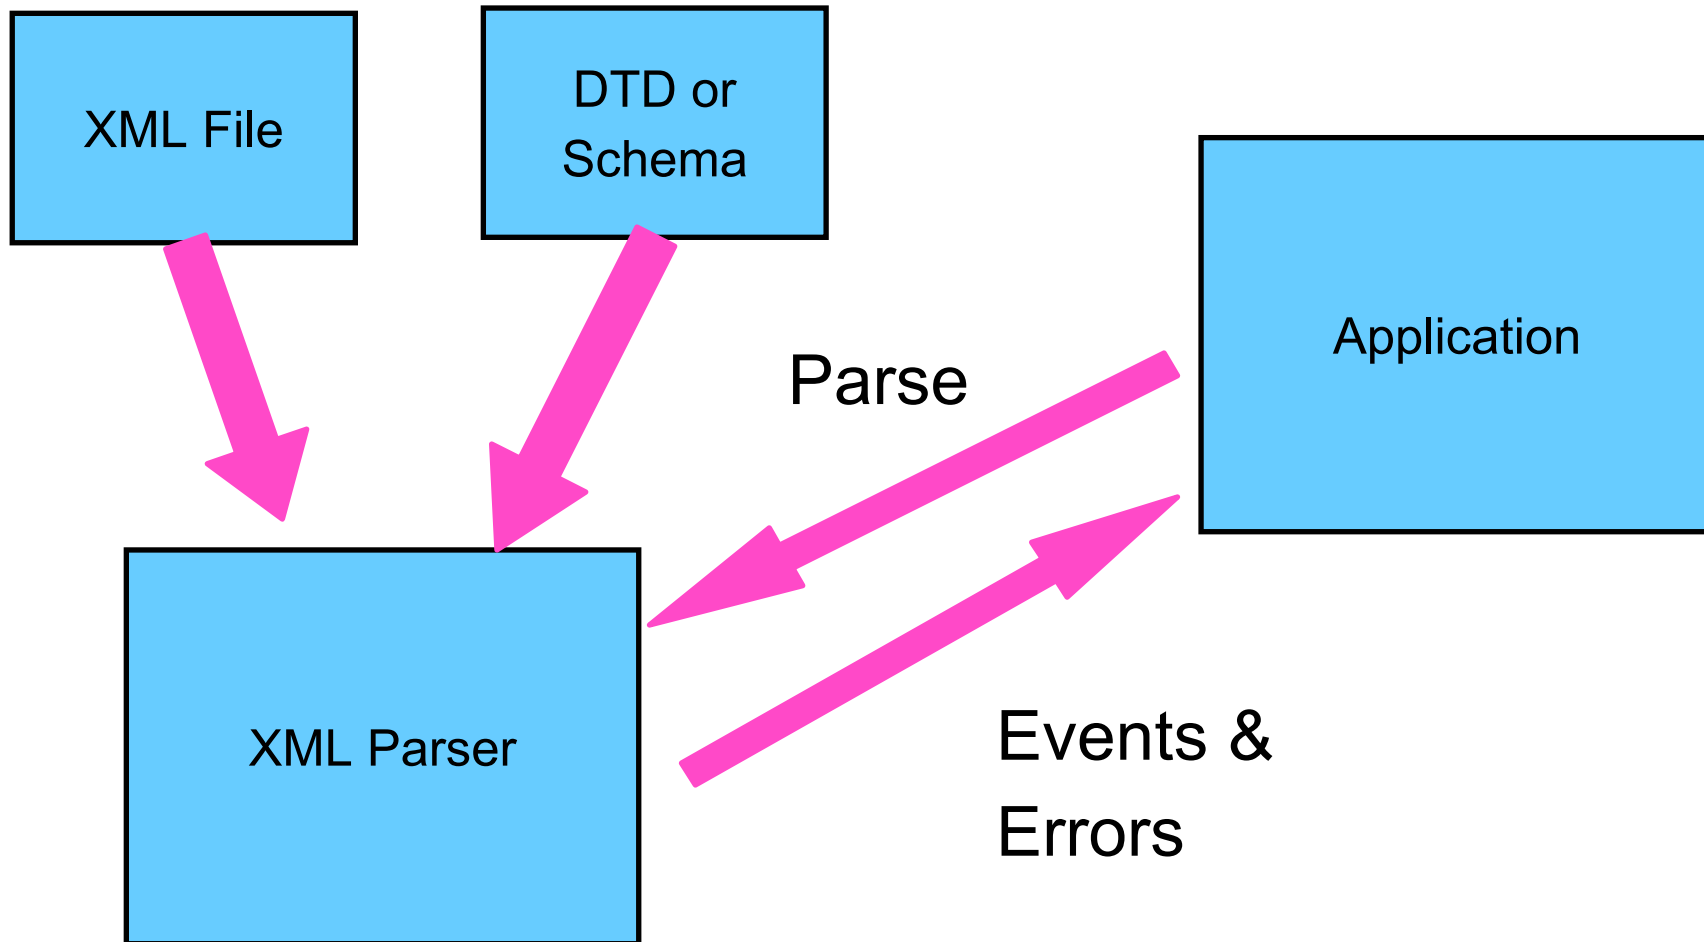 XML File
DTD or
Schema
Application
Parse
XML Parser
Events &
Errors